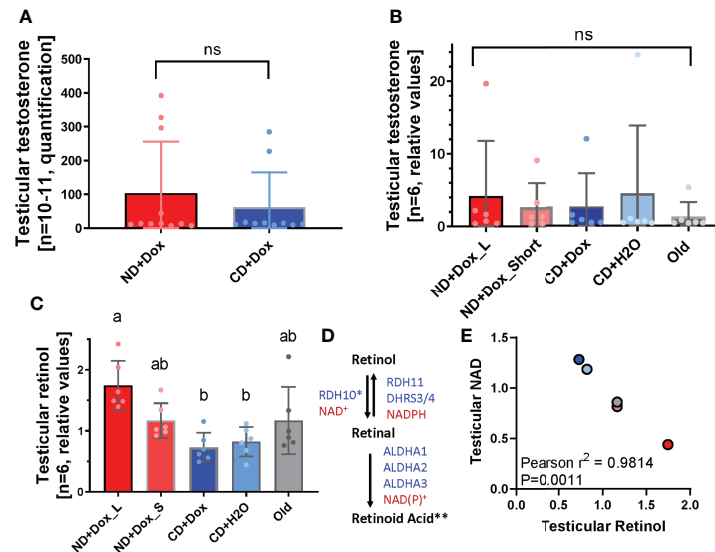 A
Testicular testosterone
[n=10-11, quantification]
500
400
300
200
100
0
ns
ND+Dox
CD+Dox
B
Testicular testosterone
[n=6, relative values]
20
10
0
ns
ND+Dox_L
ND+Dox_Short
CD+Dox
CD+H2O
Old
C
Testicular retinol
[n=6, relative values]
3
2
1
0
a
ab
b
b
ab
ND+Dox_L
ND+Dox_S
CD+Dox
CD+H2O
Old
D
Retinol
RDH10*
NAD⁺
RDH11
DHRS3/4
NADPH
Retinal
ALDHA1
ALDHA2
ALDHA3
NAD(P)⁺
Retinoid Acid**
E
Testicular NAD
1.5
1.0
0.5
0.0
Pearson r² = 0.9814
P=0.0011
0.0 0.5 1.0 1.5 2.0
Testicular Retinol